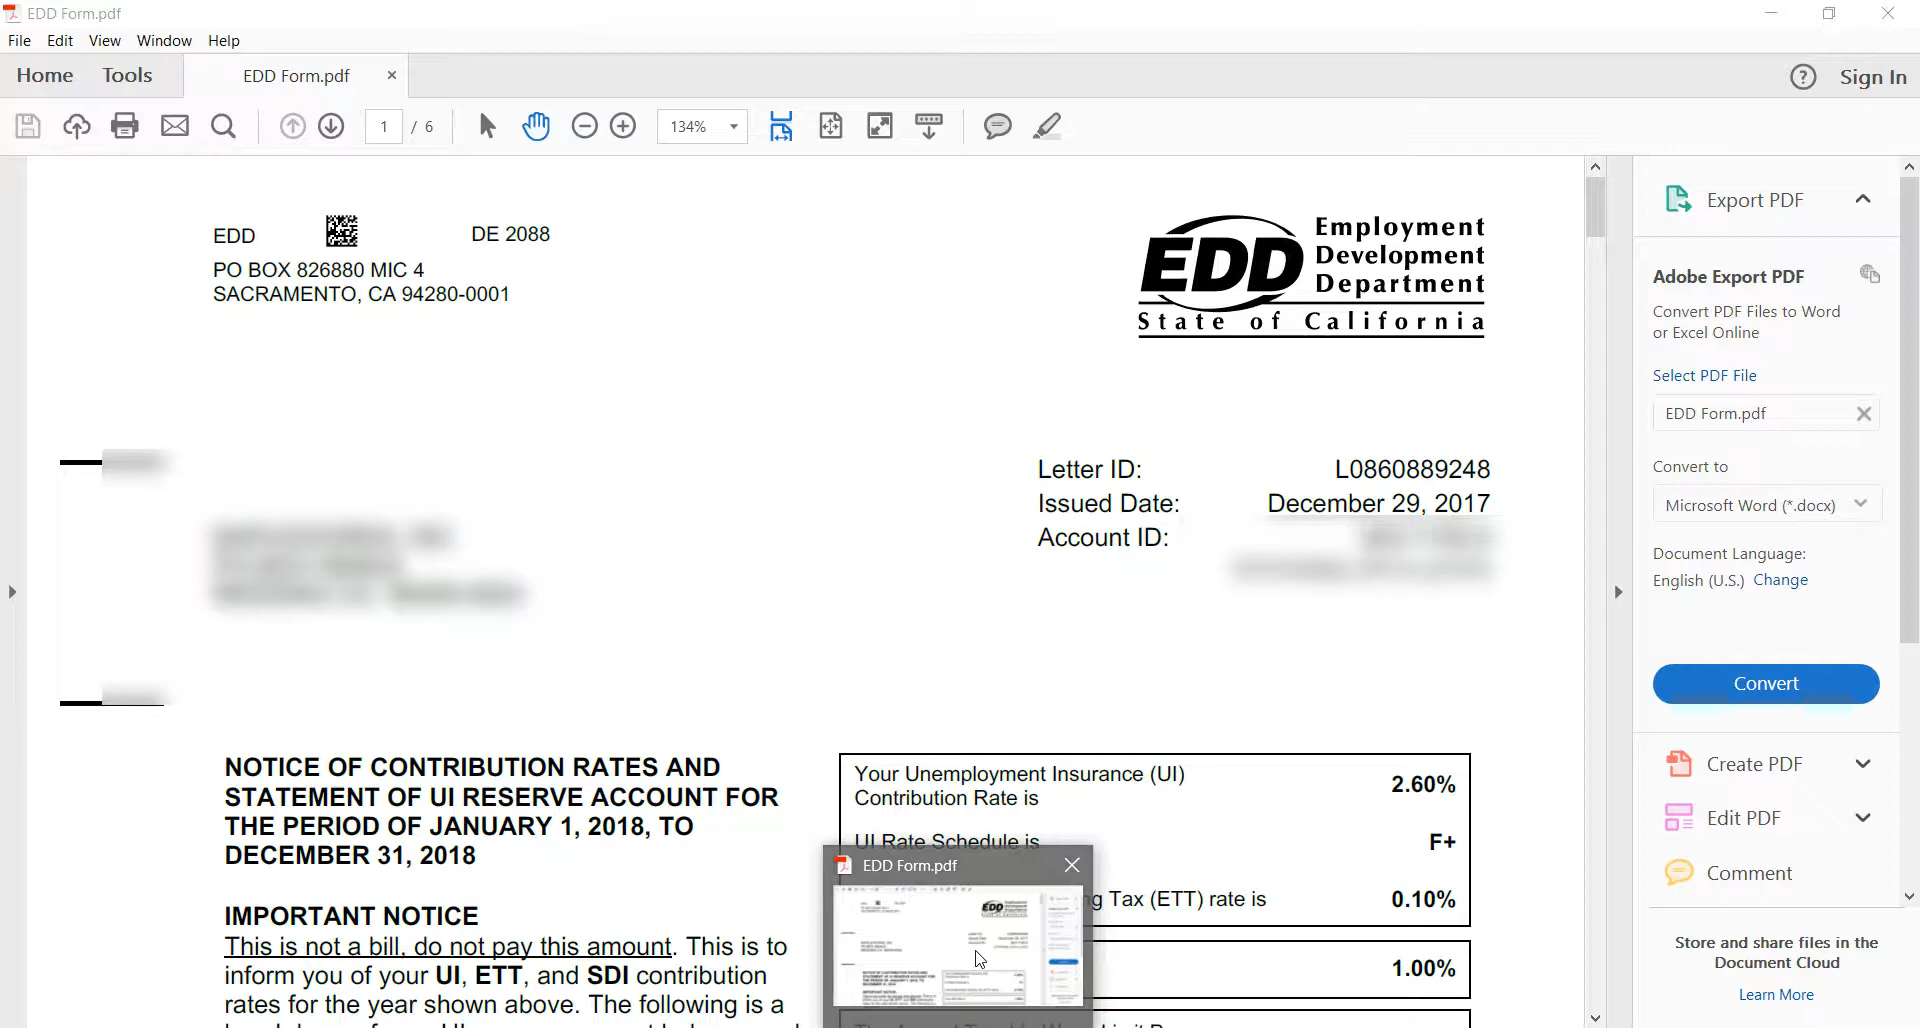 EDD Form.pdf
File Edit View Window Help
Home Tools EDD Form.pdf × ? Sign In
1 / 6 134%
EDD DE 2088
PO BOX 826880 MIC 4
SACRAMENTO, CA 94280-0001
EDD Employment
Development
Department
State of California
Letter ID: L0860889248
Issued Date: December 29, 2017
Account ID:
NOTICE OF CONTRIBUTION RATES AND
STATEMENT OF UI RESERVE ACCOUNT FOR
THE PERIOD OF JANUARY 1, 2018, TO
DECEMBER 31, 2018
IMPORTANT NOTICE
This is not a bill, do not pay this amount. This is to
inform you of your UI, ETT, and SDI contribution
rates for the year shown above. The following is a
Your Unemployment Insurance (UI) 2.60%
Contribution Rate is
UI Rate Schedule is F+
Tax (ETT) rate is 0.10%
1.00%
EDD Form.pdf
Export PDF
Adobe Export PDF
Convert PDF Files to Word
or Excel Online
Select PDF File
EDD Form.pdf
Convert to
Microsoft Word (*.docx)
Document Language:
English (U.S.) Change
Convert
Create PDF
Edit PDF
Comment
Store and share files in the
Document Cloud
Learn More